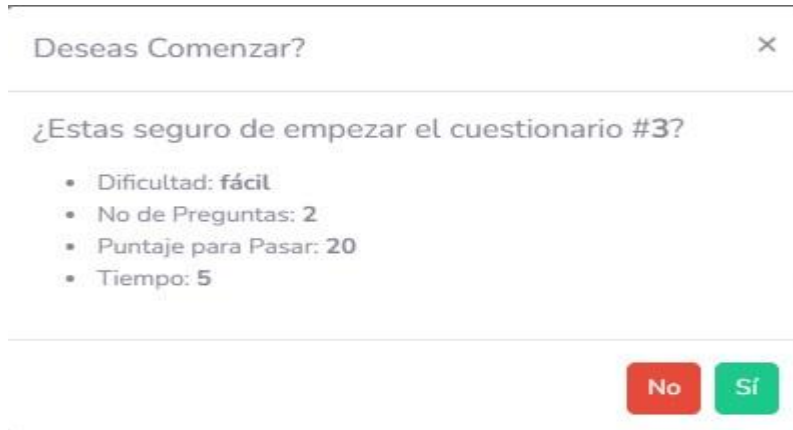 Deseas Comenzar? ×
¿Estas seguro de empezar el cuestionario #3?
• Dificultad: fácil
• No de Preguntas: 2
• Puntaje para Pasar: 20
• Tiempo: 5
No Sí